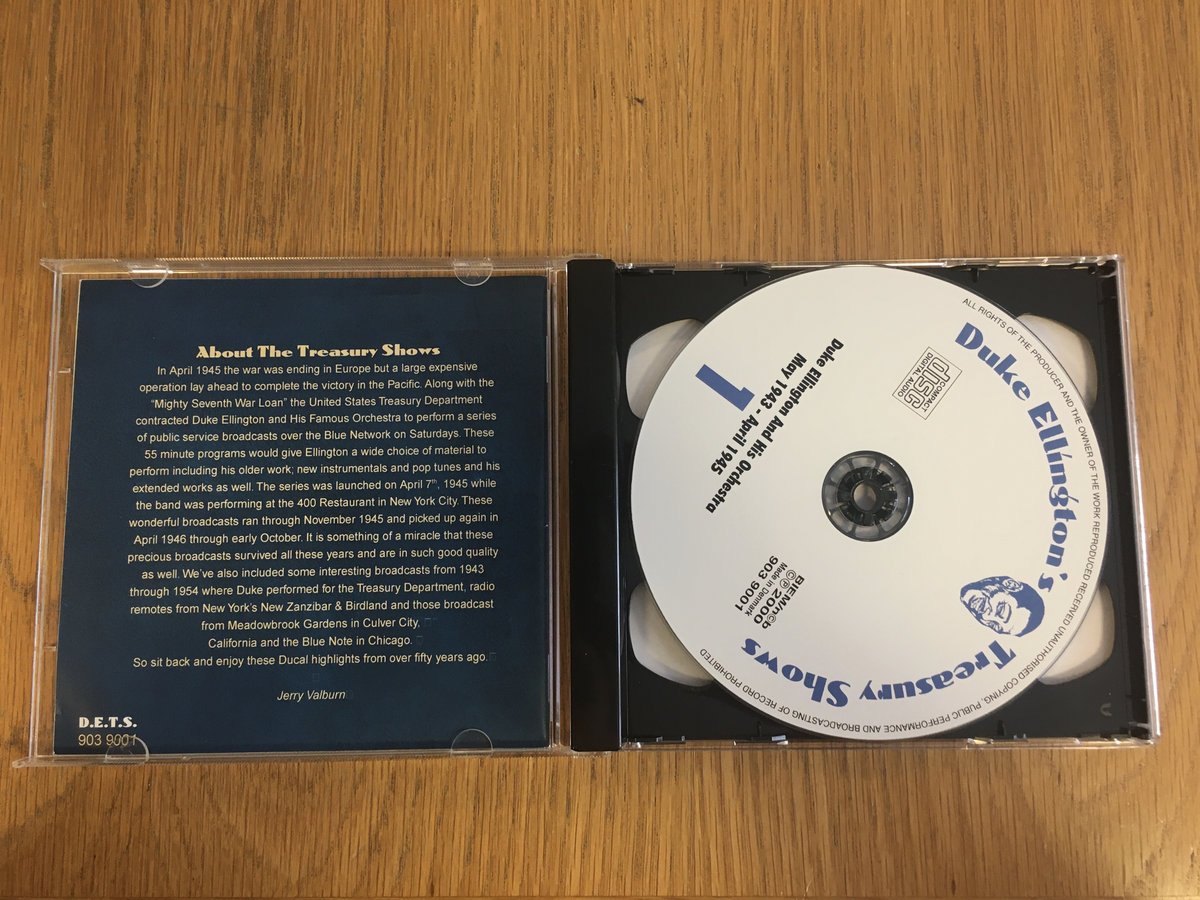 About The Treasury Shows
In April 1945 the war was ending in Europe but a large expensive
operation lay ahead to complete the victory in the Pacific. Along with the
“Mighty Seventh War Loan” the United States Treasury Department
contracted Duke Ellington and His Famous Orchestra to perform a series
of public service broadcasts over the Blue Network on Saturdays. These
55 minute programs would give Ellington a wide choice of material to
perform including his older work; new instrumentals and pop tunes and his
extended works as well. The series was launched on April 7th, 1945 while
the band was performing at the 400 Restaurant in New York City. These
wonderful broadcasts ran through November 1945 and picked up again in
April 1946 through early October. It is something of a miracle that these
precious broadcasts survived all these years and are in such good quality
as well. We've also included some interesting broadcasts from 1943
through 1954 where Duke performed for the Treasury Department, radio
remotes from New York's New Zanzibar & Birdland and those broadcast
from Meadowbrook Gardens in Culver City,
California and the Blue Note in Chicago.
So sit back and enjoy these Ducal highlights from over fifty years ago.
Jerry Valburn
D.E.T.S.
903 9001
Duke Ellington's
Treasury Shows
1
Duke Ellington And His Orchestra
May 1943 - April 1945
COMPACT
disc
DIGITAL AUDIO
BIEM/n©b
©℗ 2000
Made in Denmark
903 9001
ALL RIGHTS OF THE PRODUCER AND THE OWNER OF THE WORK REPRODUCED RECEIVED UNAUTHORISED COPYING, PUBLIC PERFORMANCE AND BROADCASTING OF RECORD PROHIBITED